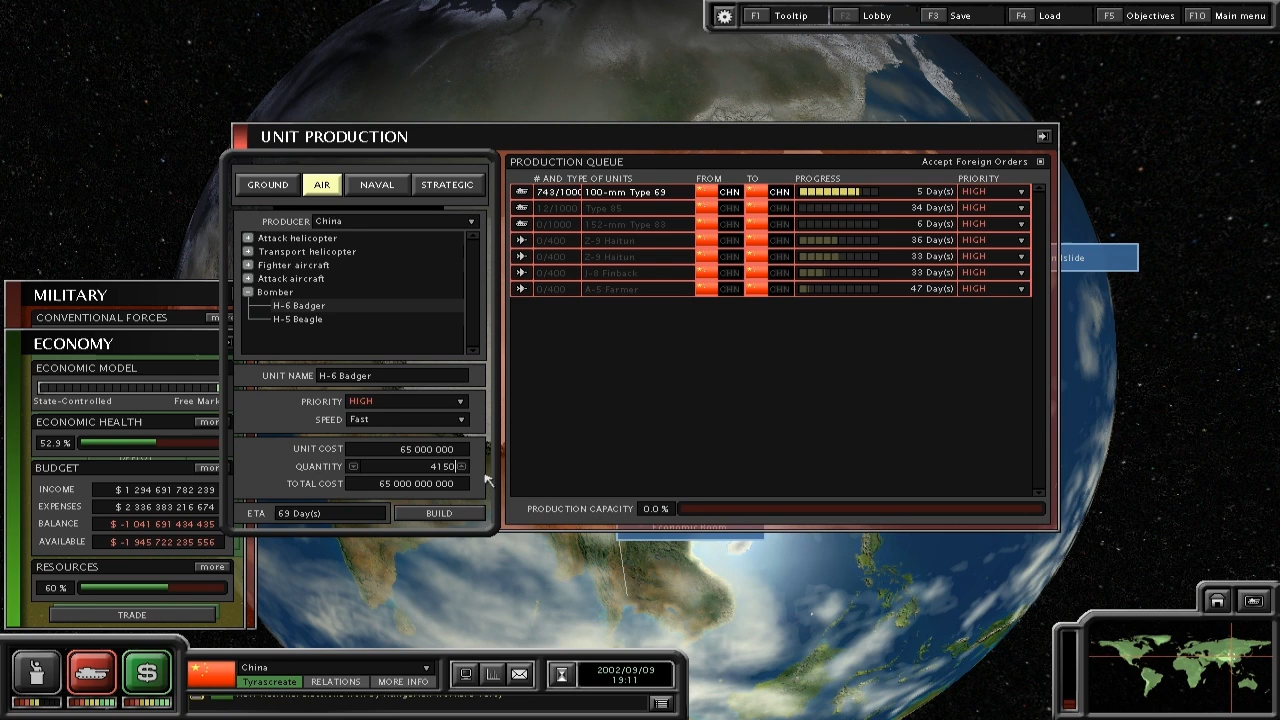 F1 Tooltip F2 Lobby F3 Save F4 Load F5 Objectives F10 Main menu
UNIT PRODUCTION
GROUND AIR NAVAL STRATEGIC
PRODUCER China
Attack helicopter
Transport helicopter
Fighter aircraft
Attack aircraft
Bomber
H-6 Badger
H-5 Beagle
UNIT NAME H-6 Badger
PRIORITY HIGH
SPEED Fast
UNIT COST 65 000 000
QUANTITY 4150
TOTAL COST 65 000 000 000
ETA 69 Day(s) BUILD
PRODUCTION QUEUE Accept Foreign Orders
# AND TYPE OF UNITS FROM TO PROGRESS PRIORITY
743/1000 100-mm Type 69 CHN CHN 5 Day(s) HIGH
12/1000 Type 85 CHN CHN 34 Day(s) HIGH
0/1000 152-mm Type 83 CHN CHN 6 Day(s) HIGH
0/400 Z-9 Haitun CHN CHN 36 Day(s) HIGH
0/400 Z-9 Haitun CHN CHN 33 Day(s) HIGH
0/400 J-8 Finback CHN CHN 33 Day(s) HIGH
0/400 A-5 Farmer CHN CHN 47 Day(s) HIGH
PRODUCTION CAPACITY 0.0 %
Economic Room
MILITARY
CONVENTIONAL FORCES
ECONOMY
ECONOMIC MODEL
State-Controlled Free Mark
ECONOMIC HEALTH mor
52.9 %
BUDGET mor
INCOME $ 1 294 691 782 239
EXPENSES $ 2 336 383 216 674
BALANCE $ -1 041 691 434 435
AVAILABLE $ -1 945 722 235 556
RESOURCES more
60 %
TRADE
China
Tyrascreate RELATIONS MORE INFO
2002/09/09
19:11